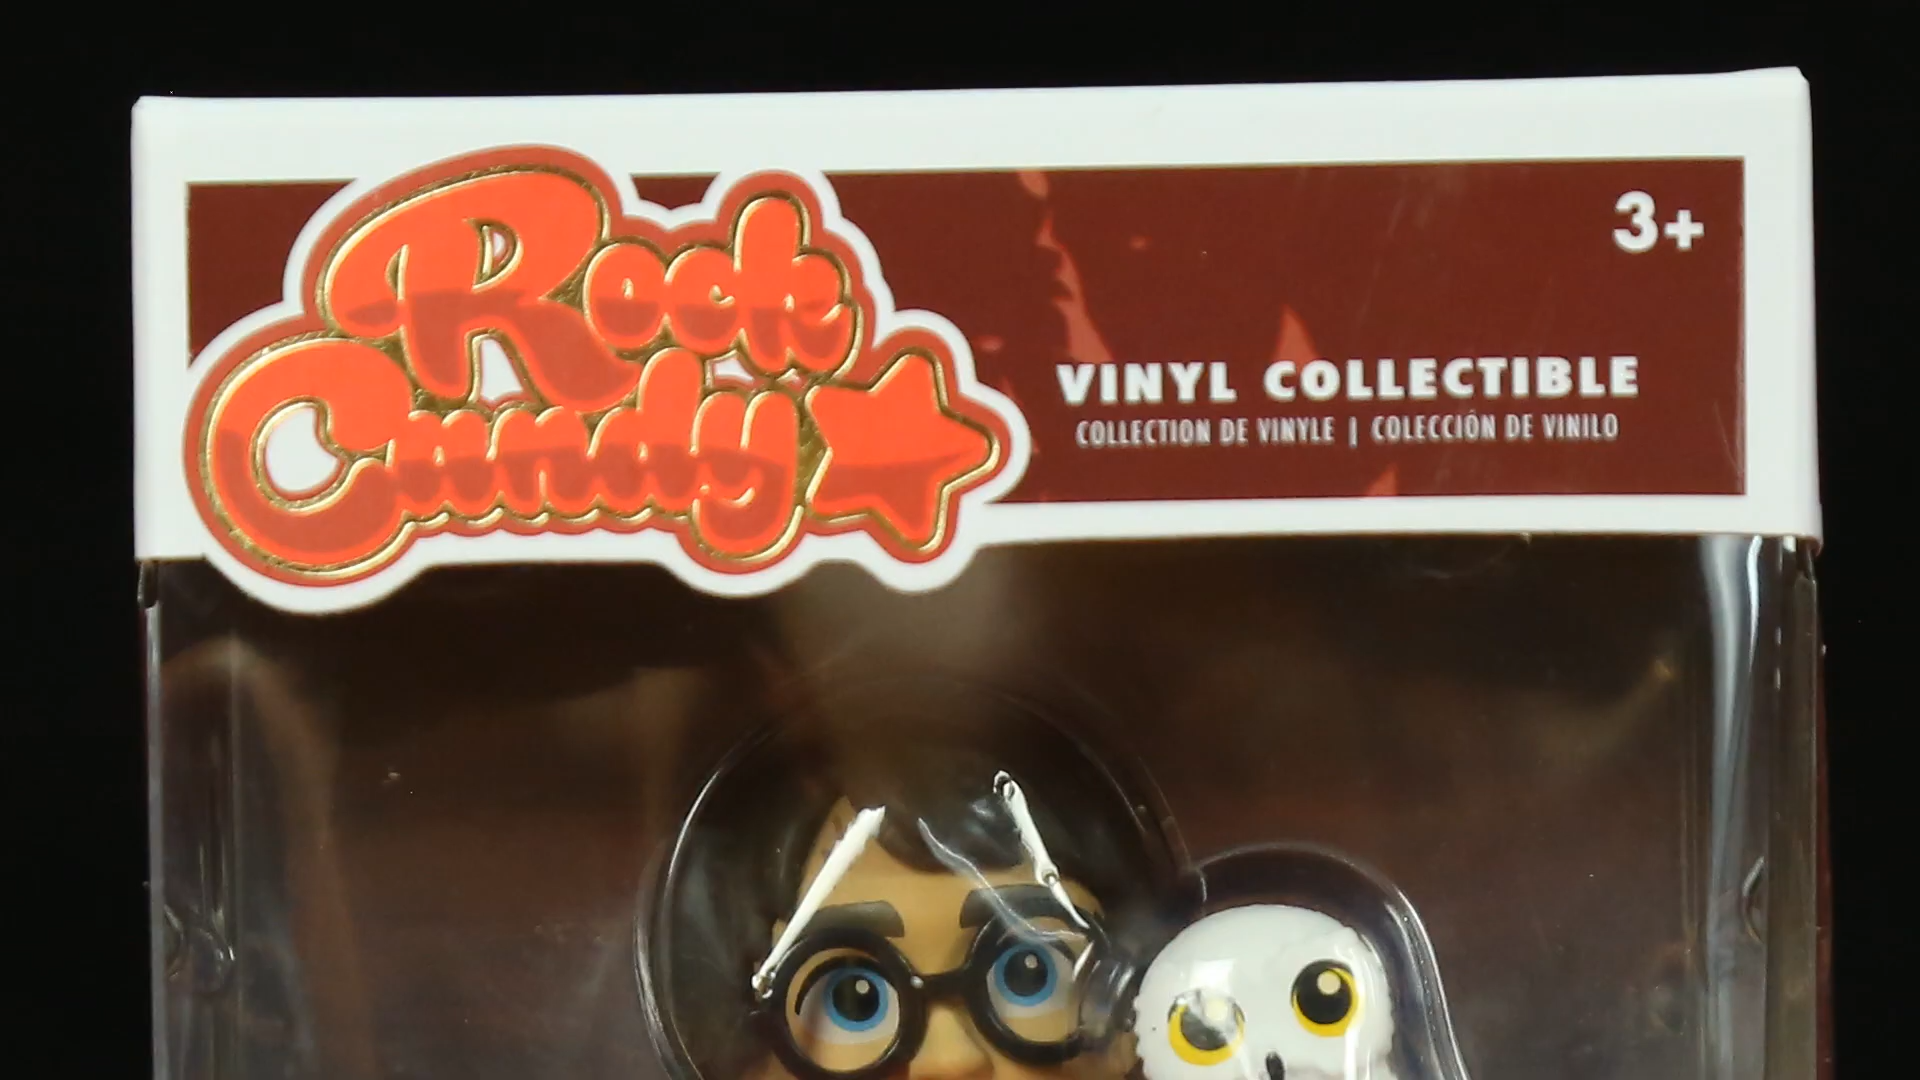 Rock
Candy
3+
VINYL COLLECTIBLE
COLLECTION DE VINYLE | COLECCIÓN DE VINILO